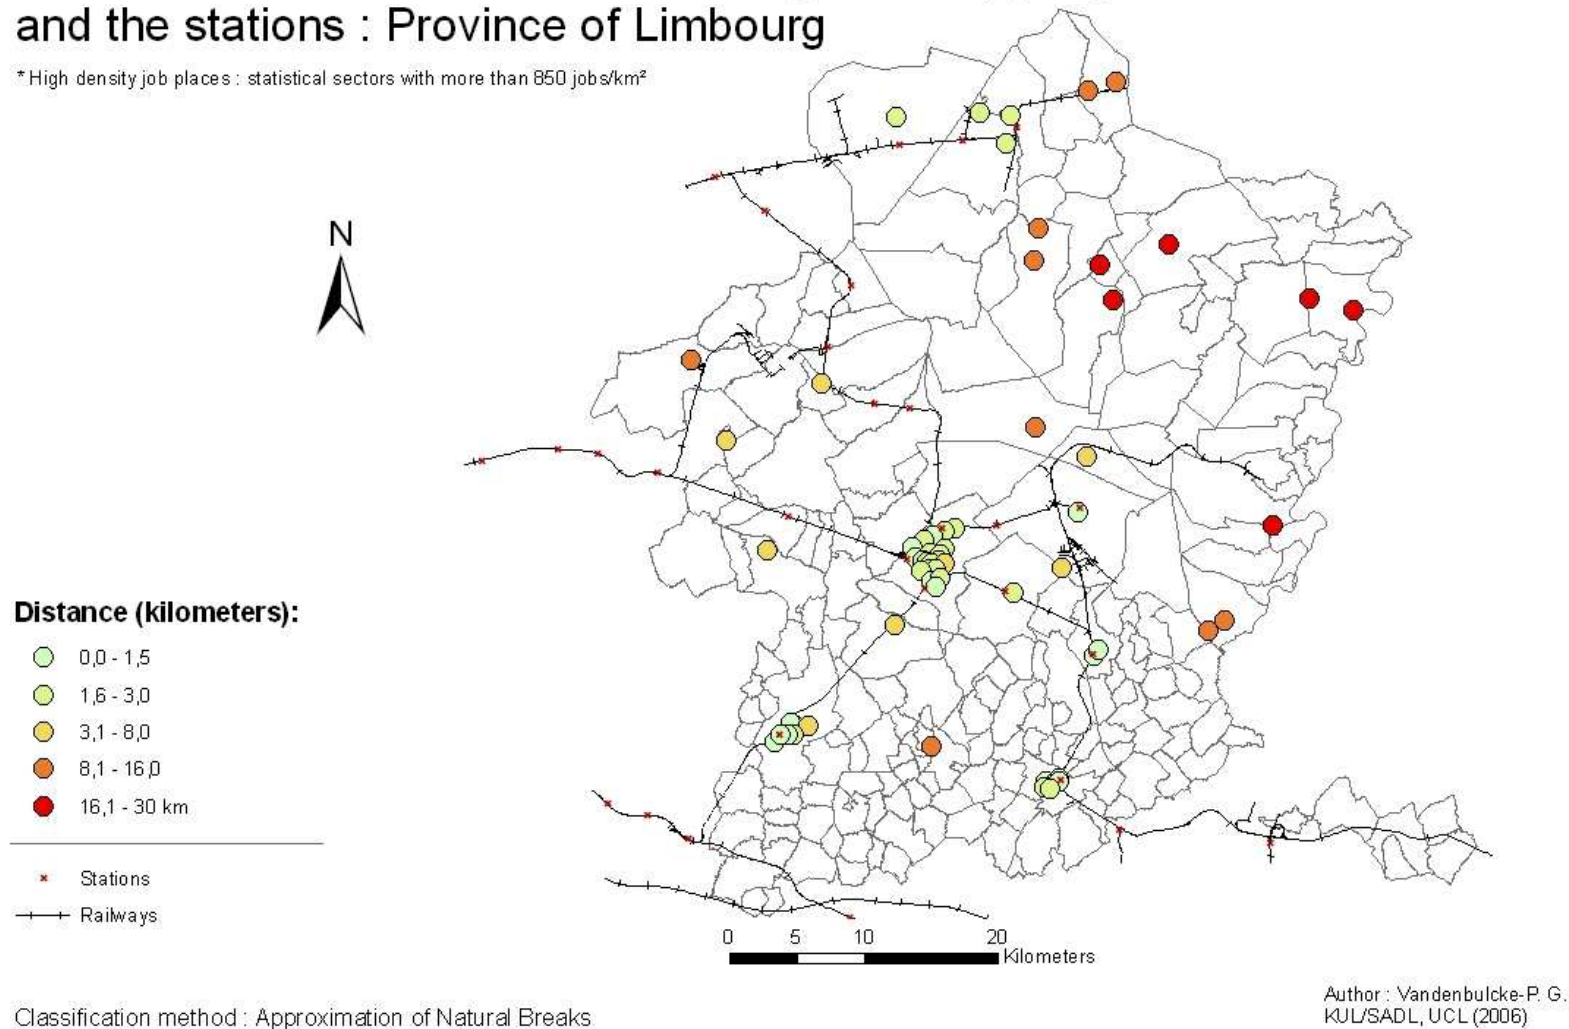 and the stations : Province of Limbourg
* High density job places : statistical sectors with more than 850 jobs/km²
N
Distance (kilometers):
0,0 - 1,5
1,6 - 3,0
3,1 - 8,0
8,1 - 16,0
16,1 - 30 km
Stations
Railways
0 5 10 20
Kilometers
Classification method : Approximation of Natural Breaks
Author : Vandenbulcke-P. G.
KUL/SADL, UCL (2006)